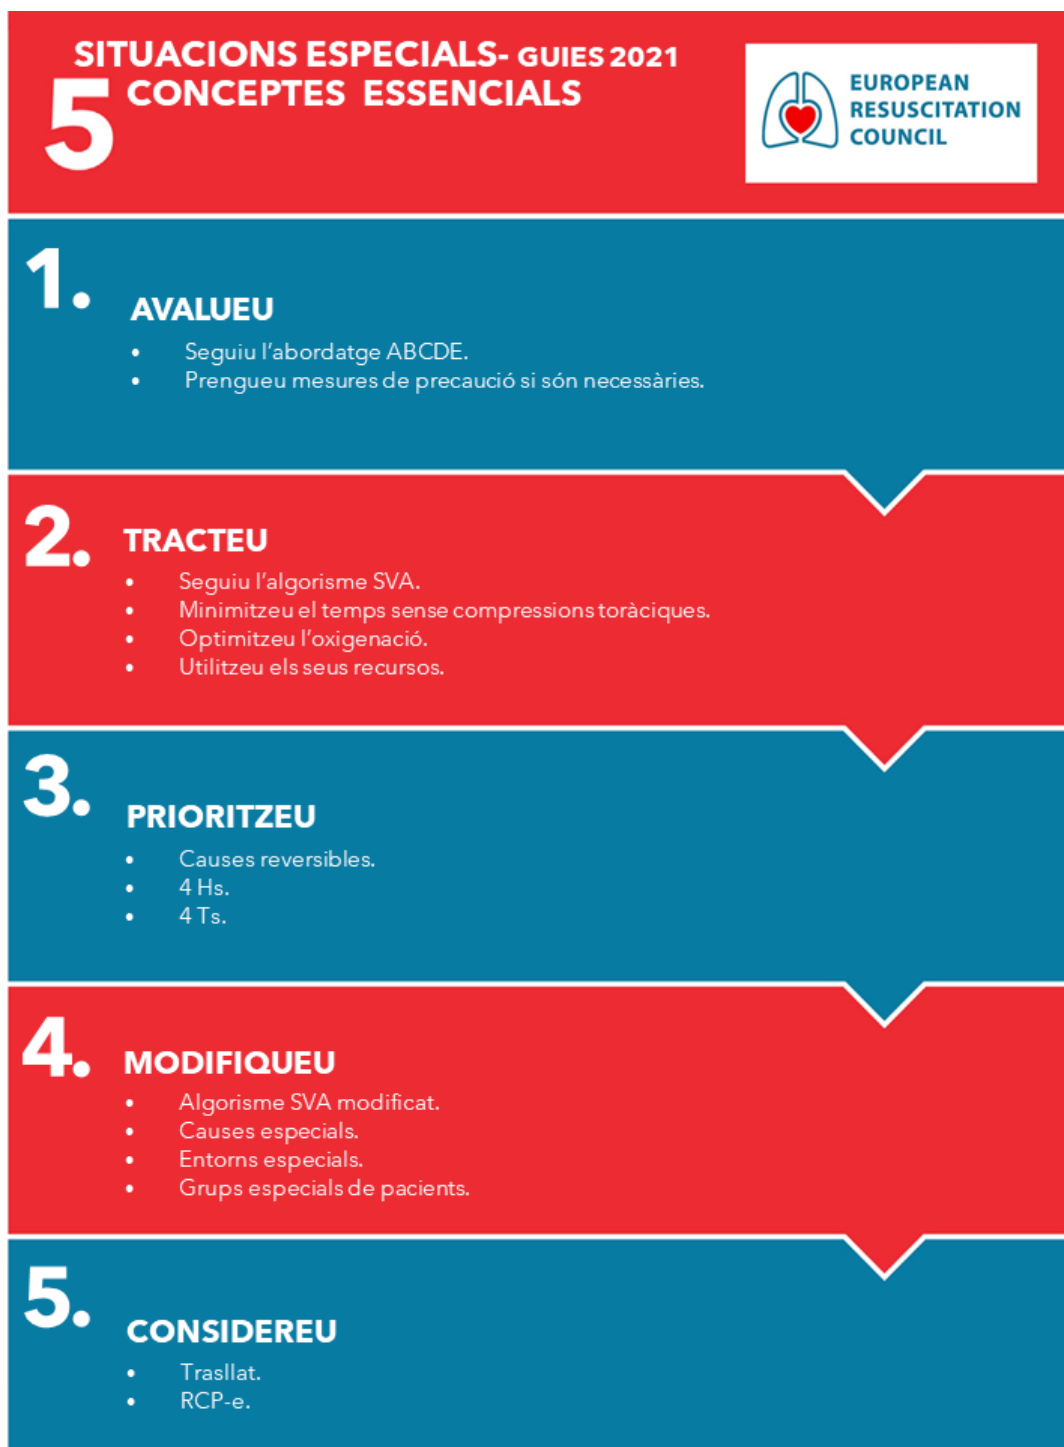 SITUACIONS ESPECIALS- GUIES 2021
5 CONCEPTES ESSENCIALS
EUROPEAN
RESUSCITATION
COUNCIL
1.
AVALUEU
• Seguiu l'abordatge ABCDE.
• Prengueu mesures de precaució si són necessàries.
2.
TRACTEU
• Seguiu l'algorisme SVA.
• Minimitzeu el temps sense compressions toràciques.
• Optimitzeu l'oxigenació.
• Utilitzeu els seus recursos.
3.
PRIORITZEU
• Causes reversibles.
• 4 Hs.
• 4 Ts.
4.
MODIFIQUEU
• Algorisme SVA modificat.
• Causes especials.
• Entorns especials.
• Grups especials de pacients.
5.
CONSIDEREU
• Trasllat.
• RCP-e.